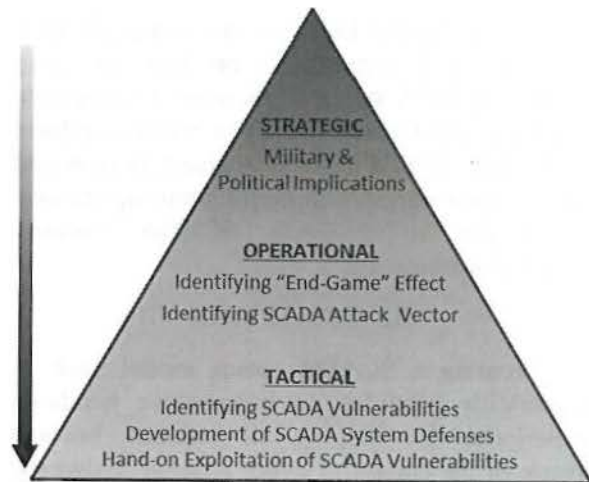 STRATEGIC
Military &
Political Implications
OPERATIONAL
Identifying "End-Game" Effect
Identifying SCADA Attack Vector
TACTICAL
Identifying SCADA Vulnerabilities
Development of SCADA System Defenses
Hand-on Exploitation of SCADA Vulnerabilities